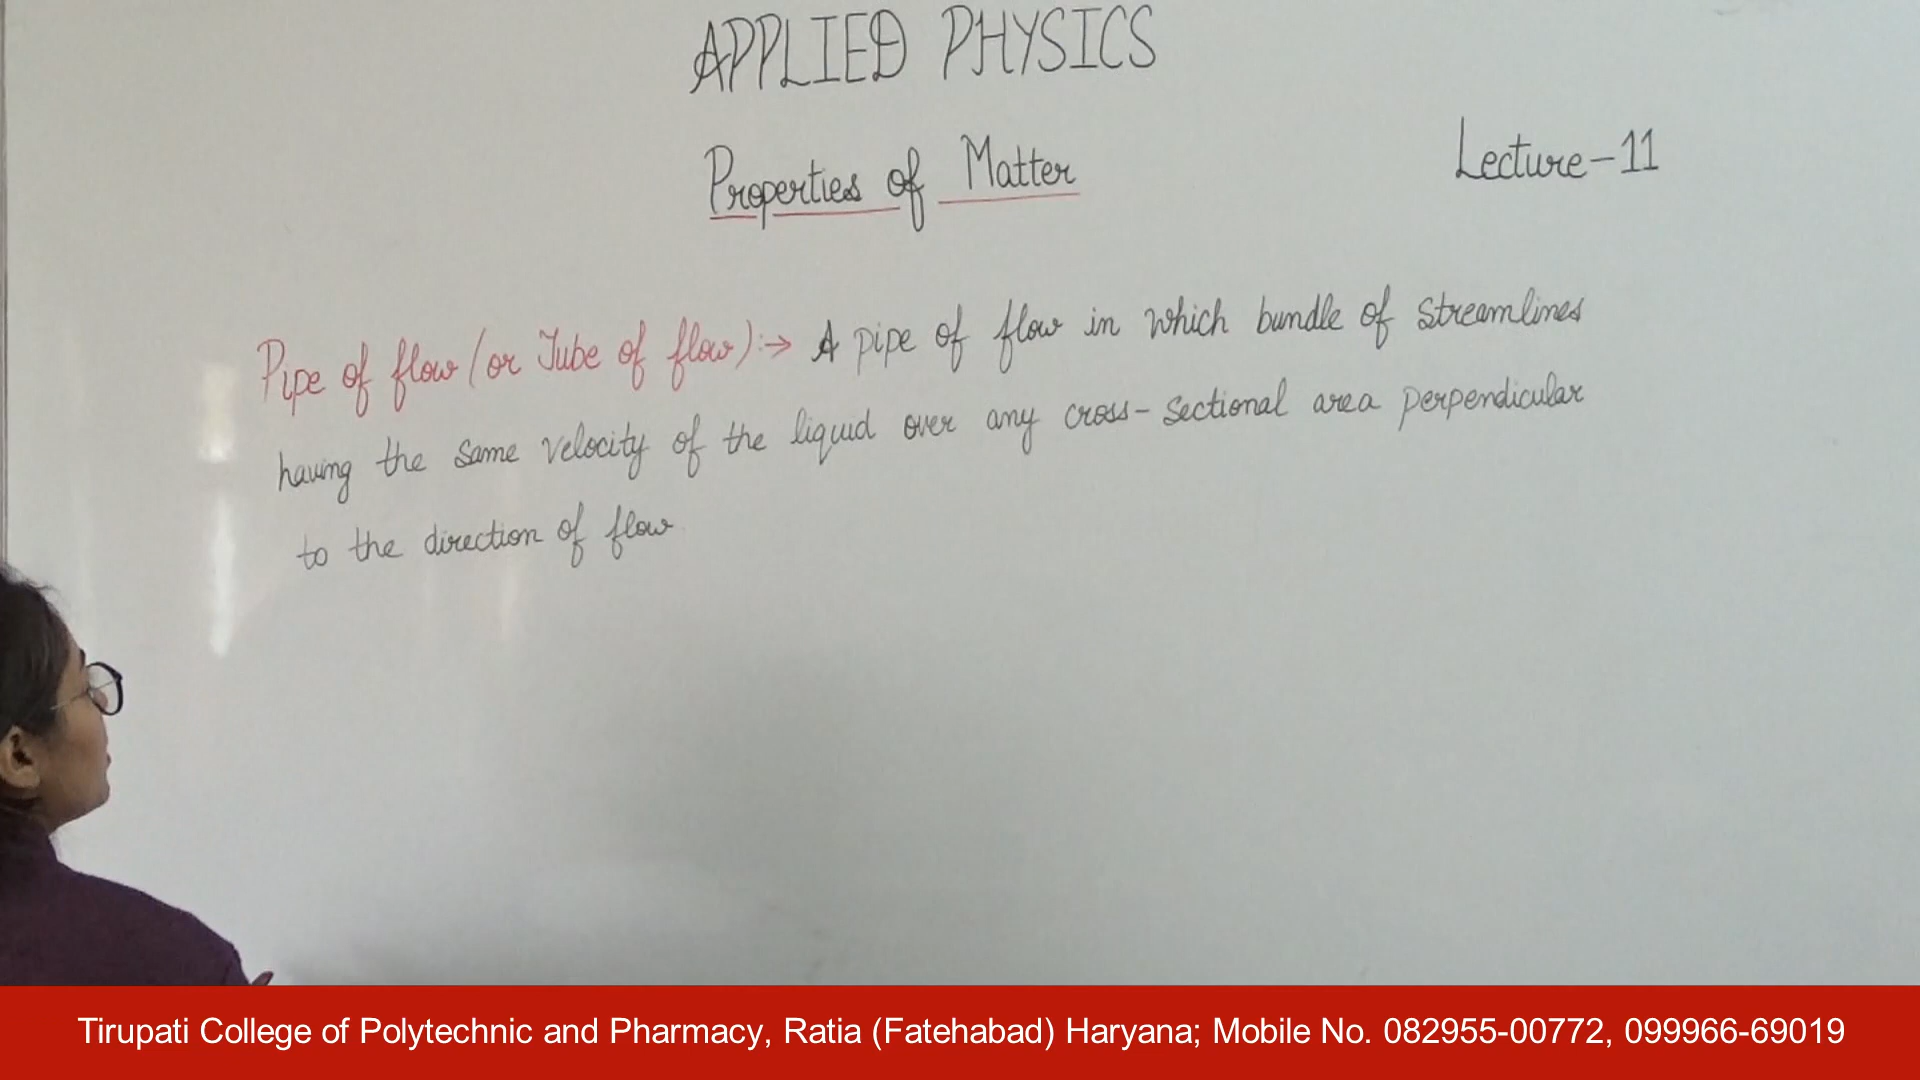 APPLIED PHYSICS
Properties of Matter
Lecture-11
Pipe of flow (or Tube of flow):→ A pipe of flow in which bundle of streamlines
having the same velocity of the liquid over any cross-sectional area perpendicular
to the direction of flow
Tirupati College of Polytechnic and Pharmacy, Ratia (Fatehabad) Haryana; Mobile No. 082955-00772, 099966-69019